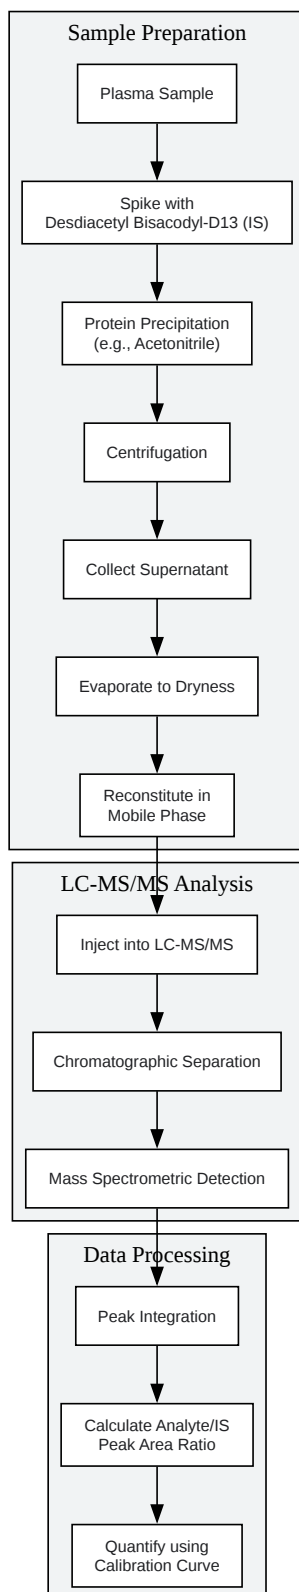 Sample Preparation
Plasma Sample
Spike with
Desdiacetyl Bisacodyl-D13 (IS)
Protein Precipitation
(e.g., Acetonitrile)
Centrifugation
Collect Supernatant
Evaporate to Dryness
Reconstitute in
Mobile Phase
LC-MS/MS Analysis
Inject into LC-MS/MS
Chromatographic Separation
Mass Spectrometric Detection
Data Processing
Peak Integration
Calculate Analyte/IS
Peak Area Ratio
Quantify using
Calibration Curve